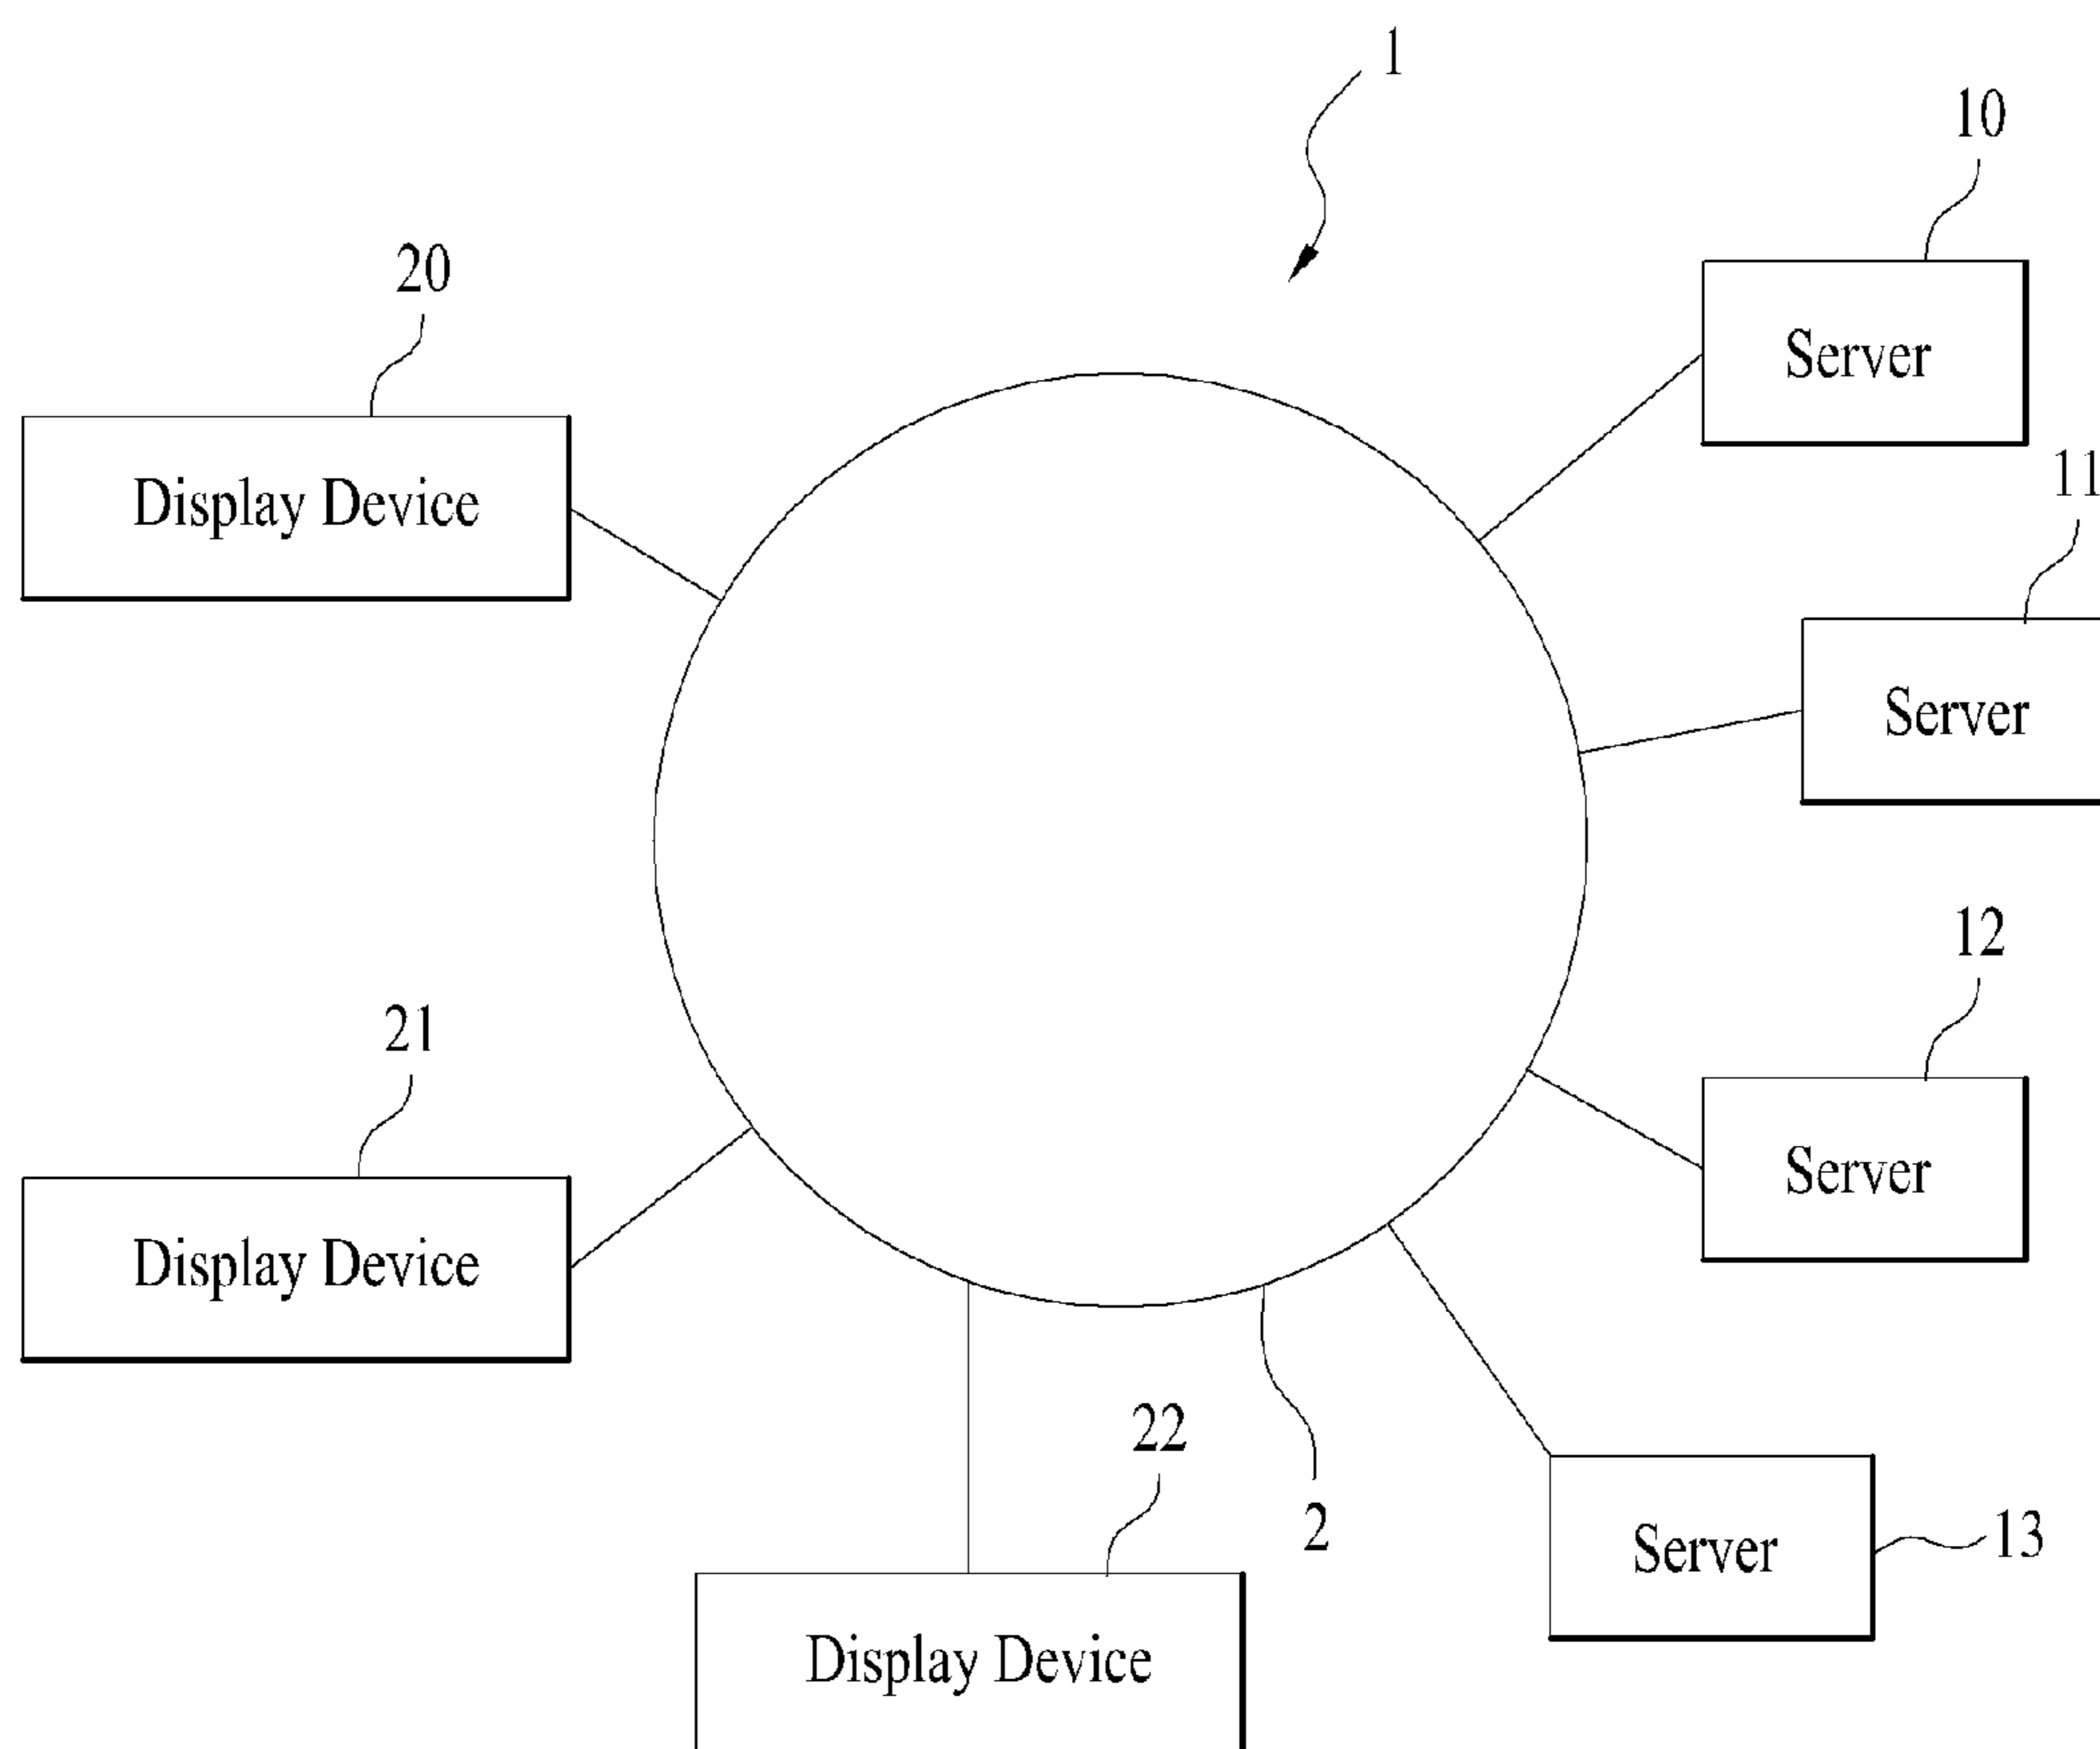 1
10
Server
20
Display Device
11
Server
12
Server
21
Display Device
22
2
13
Server
Display Device